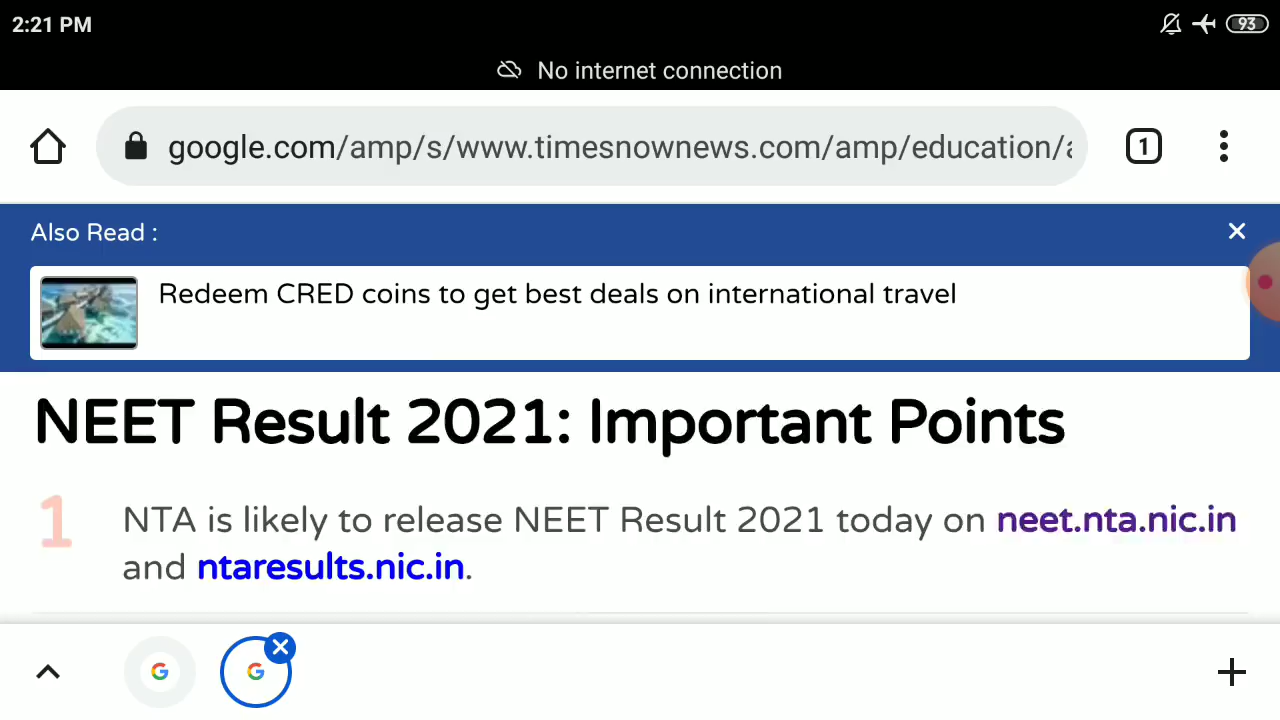 2:21 PM
93
No internet connection
google.com/amp/s/www.timesnownews.com/amp/education/a
1
Also Read :
Redeem CRED coins to get best deals on international travel
NEET Result 2021: Important Points
1 NTA is likely to release NEET Result 2021 today on neet.nta.nic.in
and ntaresults.nic.in.